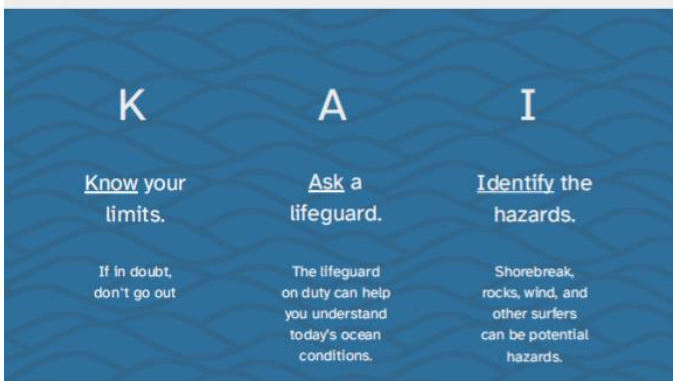 K
Know your
limits.
If in doubt,
don't go out
A
Ask a
lifeguard.
The lifeguard
on duty can help
you understand
today's ocean
conditions.
I
Identify the
hazards.
Shorebreak,
rocks, wind, and
other surfers
can be potential
hazards.